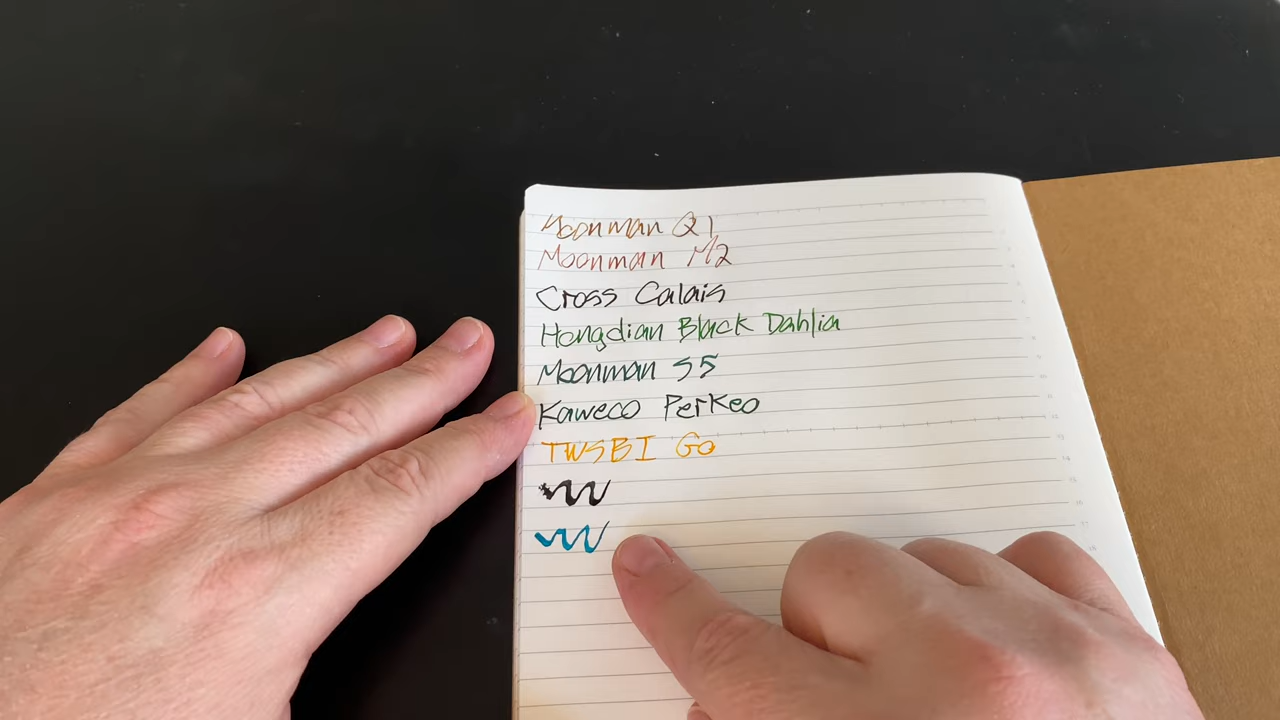 Moonman Q1
Moonman M2
Cross Calais
Hongdian Black Dahlia
Moonman S5
Kaweco Perkeo
TWSBI Go